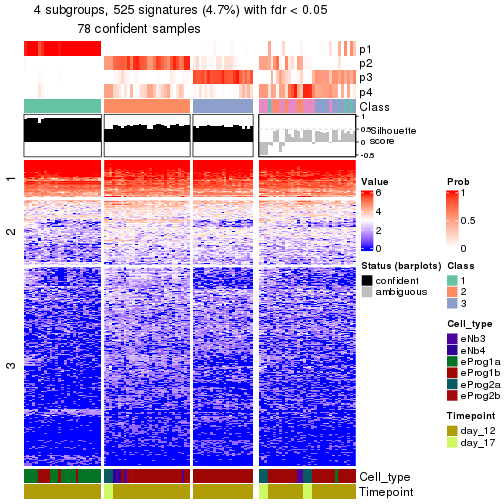 4 subgroups, 525 signatures (4.7%) with fdr < 0.05
78 confident samples
p1
p2
p3
p4
Class
1
0.5
0
-0.5
Silhouette
score
1
2
3
Value
6
4
2
0
Prob
1
0.5
0
Status (barplots)
confident
ambiguous
Class
1
2
3
Cell_type
eNb3
eNb4
eProg1a
eProg1b
eProg2a
eProg2b
Timepoint
day_12
day_17
Cell_type
Timepoint